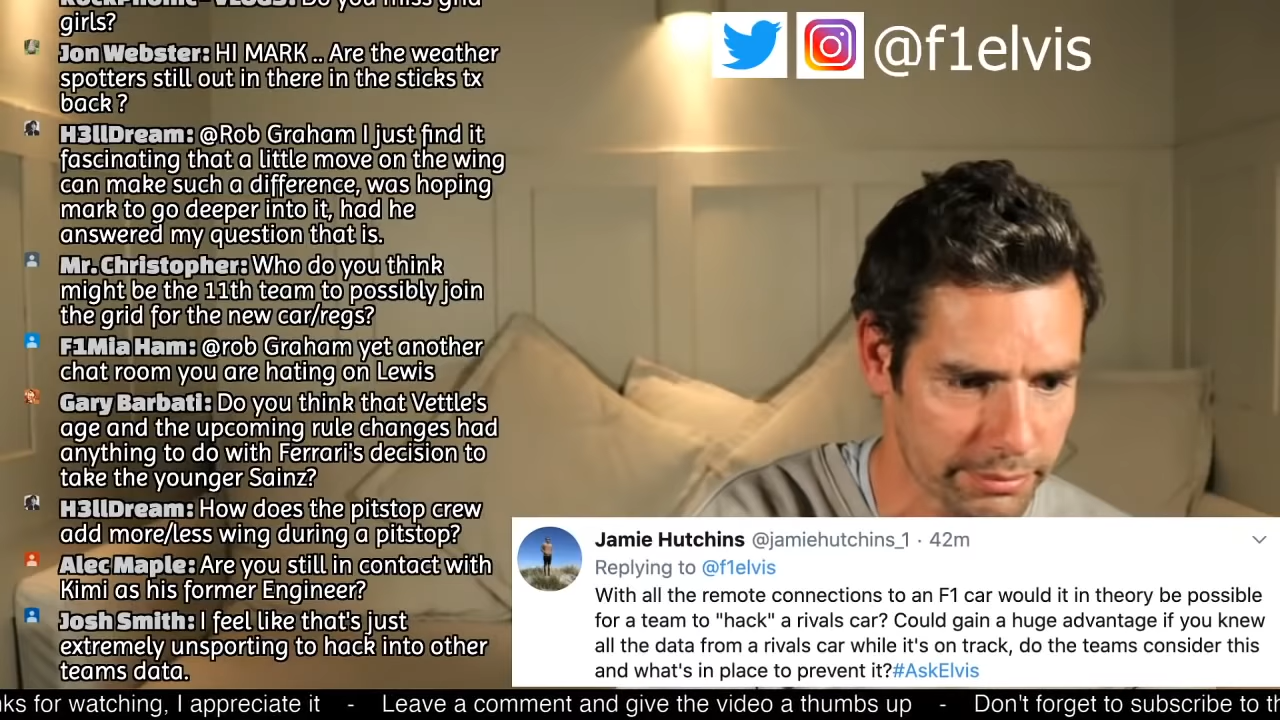 RockPhonic - VLOGS: Do you miss grid
girls?
Jon Webster: HI MARK .. Are the weather
spotters still out in there in the sticks tx
back ?
H3llDream: @Rob Graham I just find it
fascinating that a little move on the wing
can make such a difference, was hoping
mark to go deeper into it, had he
answered my question that is.
Mr. Christopher: Who do you think
might be the 11th team to possibly join
the grid for the new car/regs?
F1Mia Ham: @rob Graham yet another
chat room you are hating on Lewis
Gary Barbati: Do you think that Vettle's
age and the upcoming rule changes had
anything to do with Ferrari's decision to
take the younger Sainz?
H3llDream: How does the pitstop crew
add more/less wing during a pitstop?
Alec Maple: Are you still in contact with
Kimi as his former Engineer?
Josh Smith: I feel like that's just
extremely unsporting to hack into other
teams data.
@f1elvis
Jamie Hutchins @jamiehutchins_1 · 42m
Replying to @f1elvis
With all the remote connections to an F1 car would it in theory be possible
for a team to "hack" a rivals car? Could gain a huge advantage if you knew
all the data from a rivals car while it's on track, do the teams consider this
and what's in place to prevent it?#AskElvis
for watching, I appreciate it - Leave a comment and give the video a thumbs up - Don't forget to subscribe to